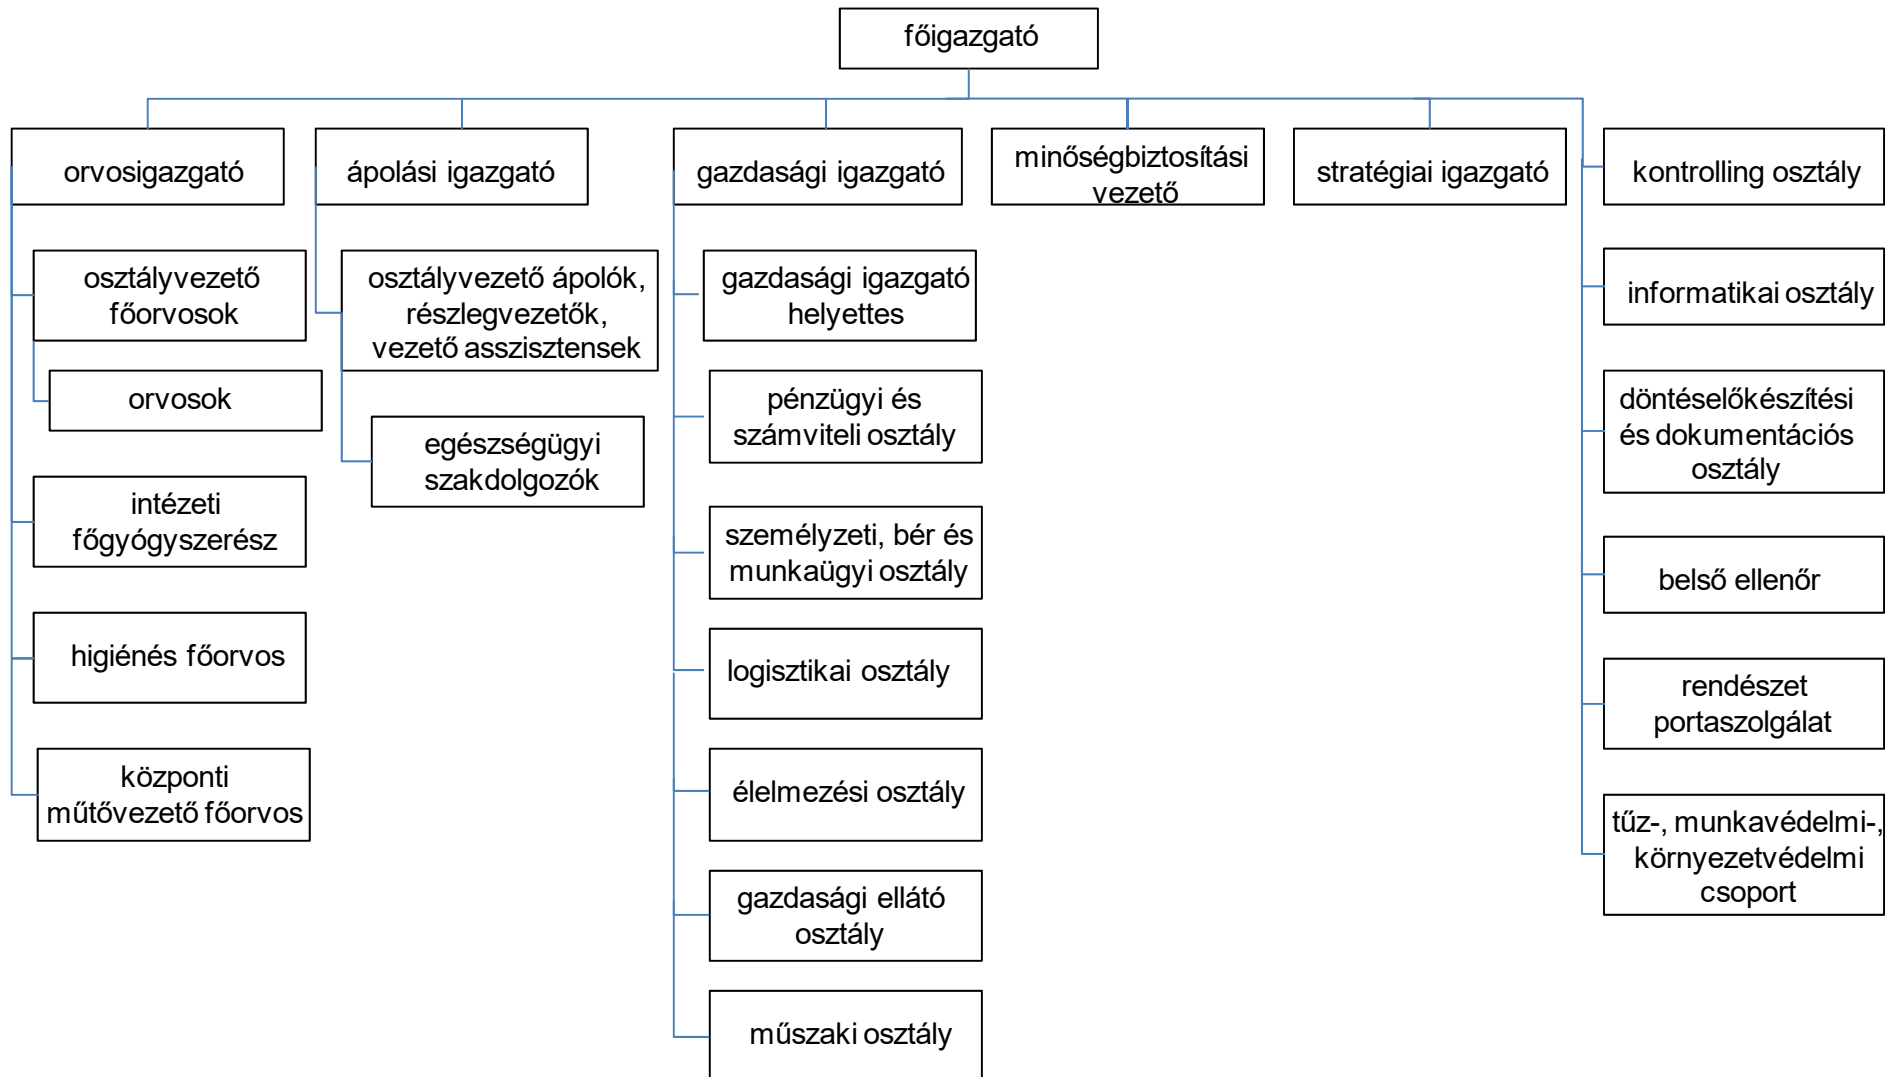 főigazgató
orvosigazgató
ápolási igazgató
gazdasági igazgató
minőségbiztosítási
vezető
stratégiai igazgató
kontrolling osztály
osztályvezető
főorvosok
orvosok
intézeti
főgyógyszerész
higiénés főorvos
központi
műtővezető főorvos
osztályvezető ápolók,
részlegvezetők,
vezető asszisztensek
egészségügyi
szakdolgozók
gazdasági igazgató
helyettes
pénzügyi és
számviteli osztály
személyzeti, bér és
munkaügyi osztály
logisztikai osztály
élelmezési osztály
gazdasági ellátó
osztály
műszaki osztály
informatikai osztály
döntéselőkészítési
és dokumentációs
osztály
belső ellenőr
rendészet
portaszolgálat
tűz-, munkavédelmi-,
környezetvédelmi
csoport